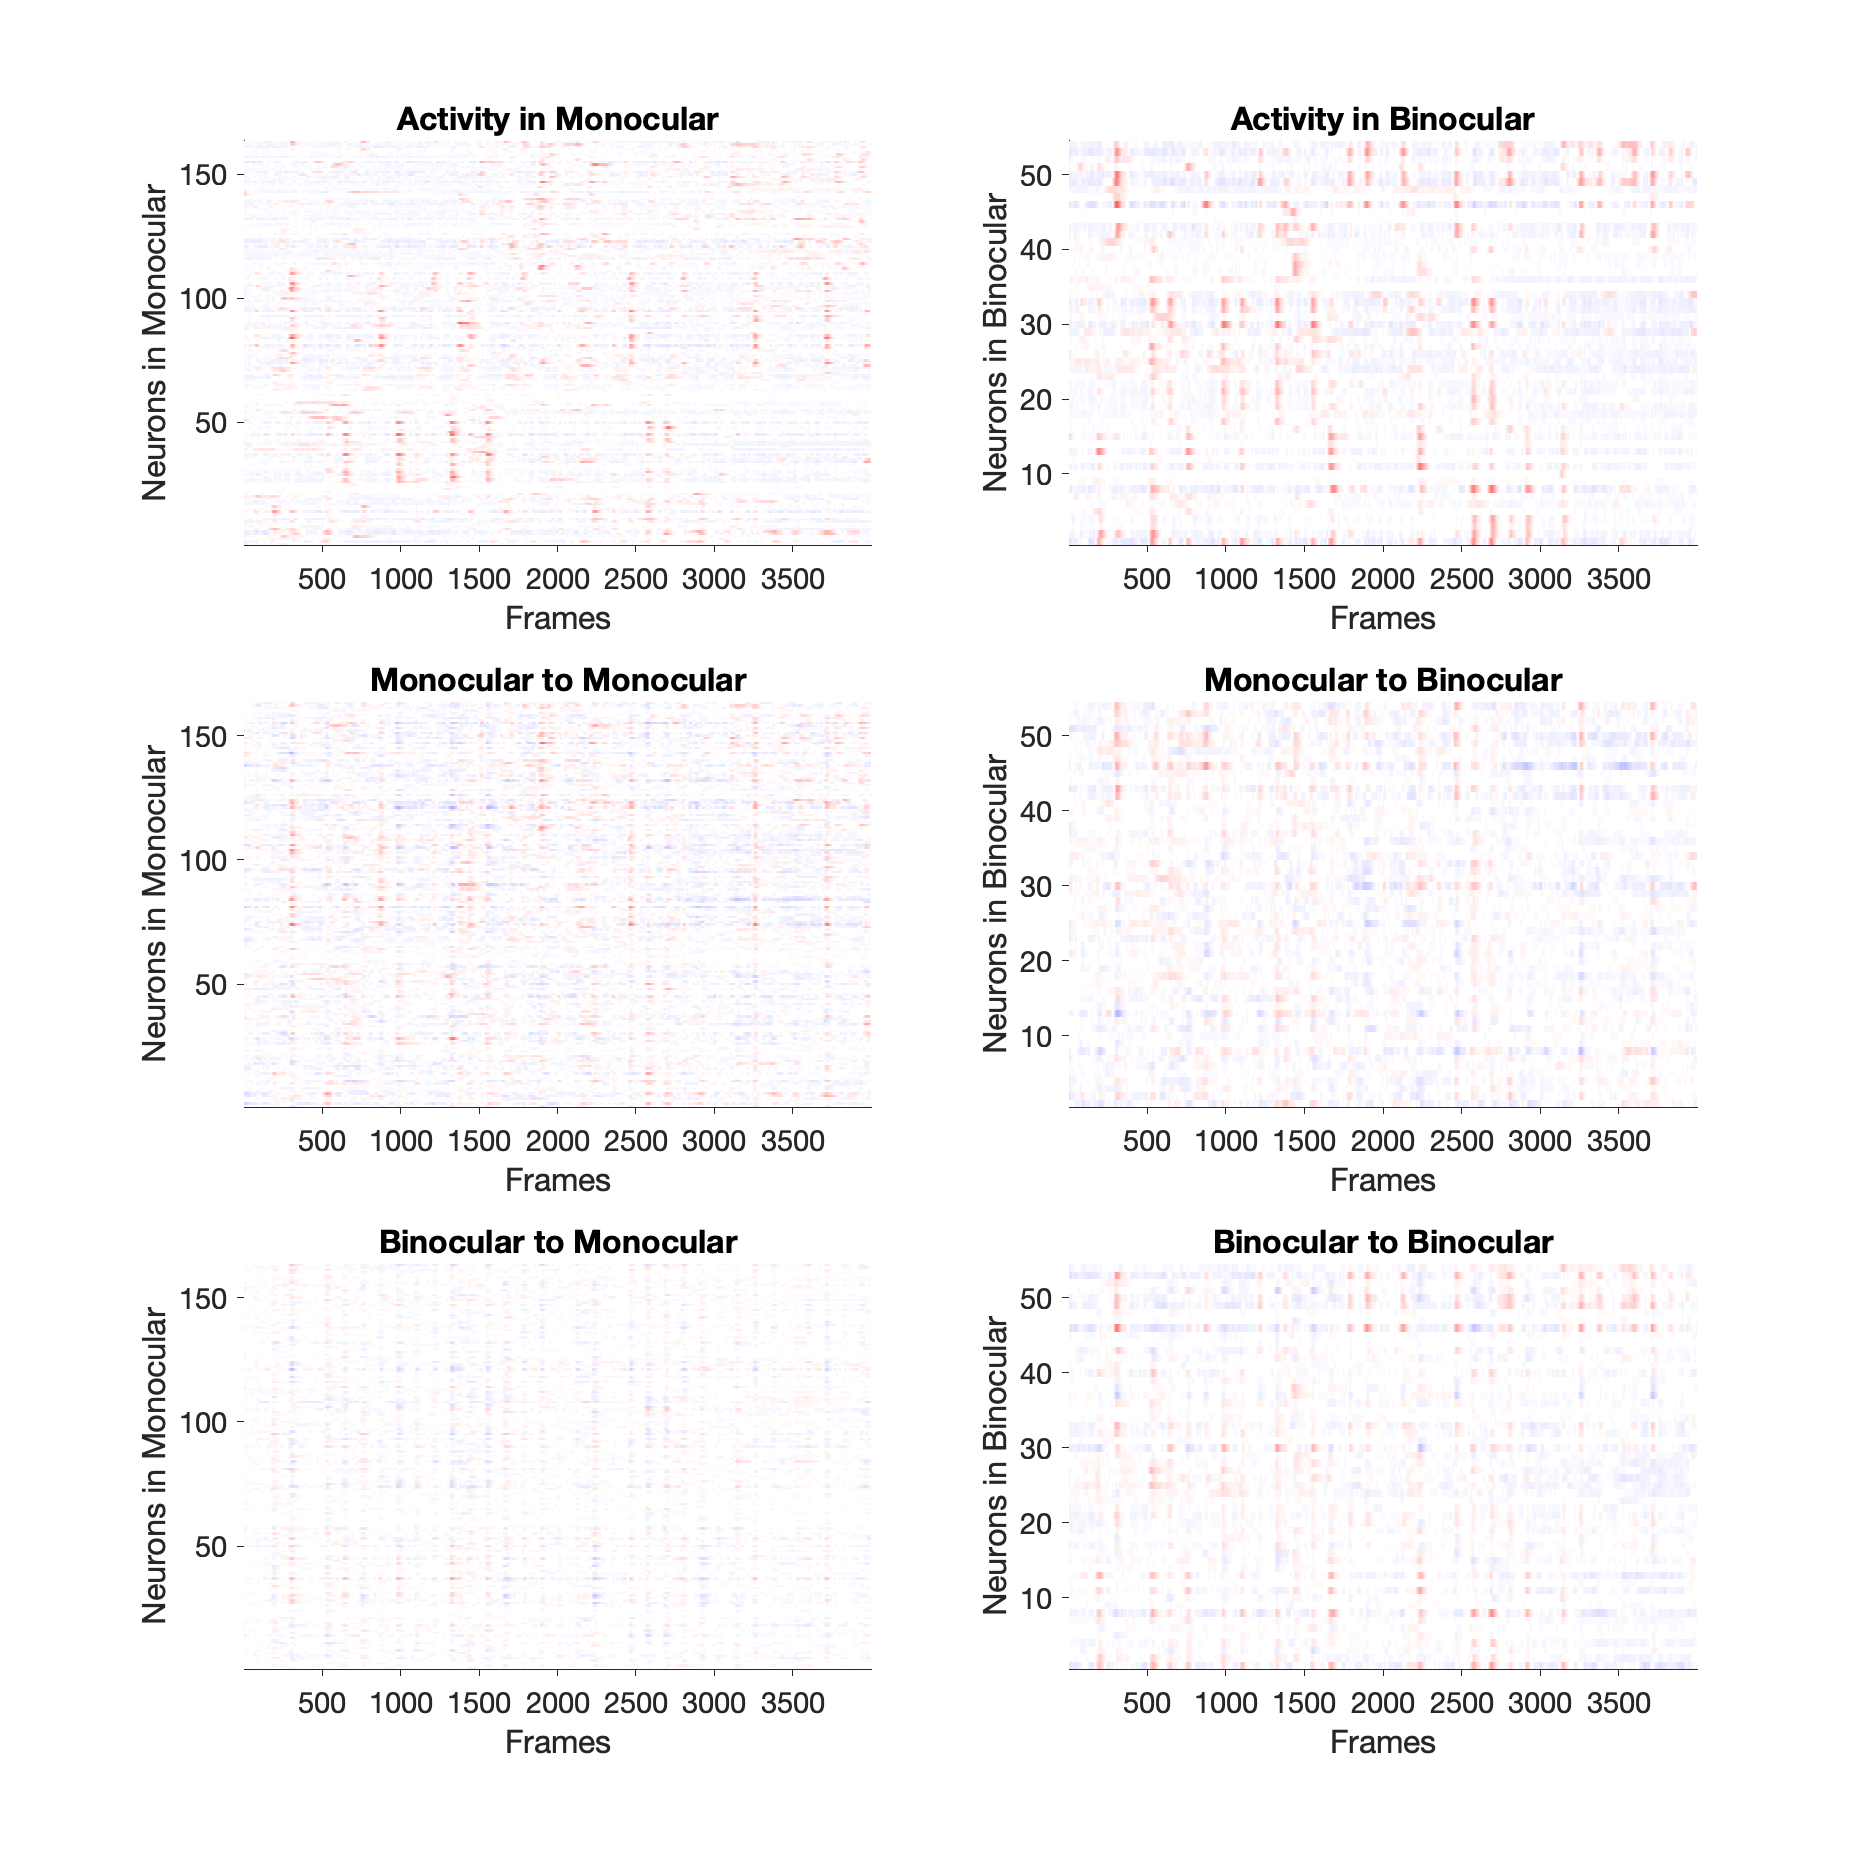 Activity in Monocular
Neurons in Monocular
150
100
50
500 1000 1500 2000 2500 3000 3500
Frames
Activity in Binocular
Neurons in Binocular
50
40
30
20
10
500 1000 1500 2000 2500 3000 3500
Frames
Monocular to Monocular
Neurons in Monocular
150
100
50
500 1000 1500 2000 2500 3000 3500
Frames
Monocular to Binocular
Neurons in Binocular
50
40
30
20
10
500 1000 1500 2000 2500 3000 3500
Frames
Binocular to Monocular
Neurons in Monocular
150
100
50
500 1000 1500 2000 2500 3000 3500
Frames
Binocular to Binocular
Neurons in Binocular
50
40
30
20
10
500 1000 1500 2000 2500 3000 3500
Frames